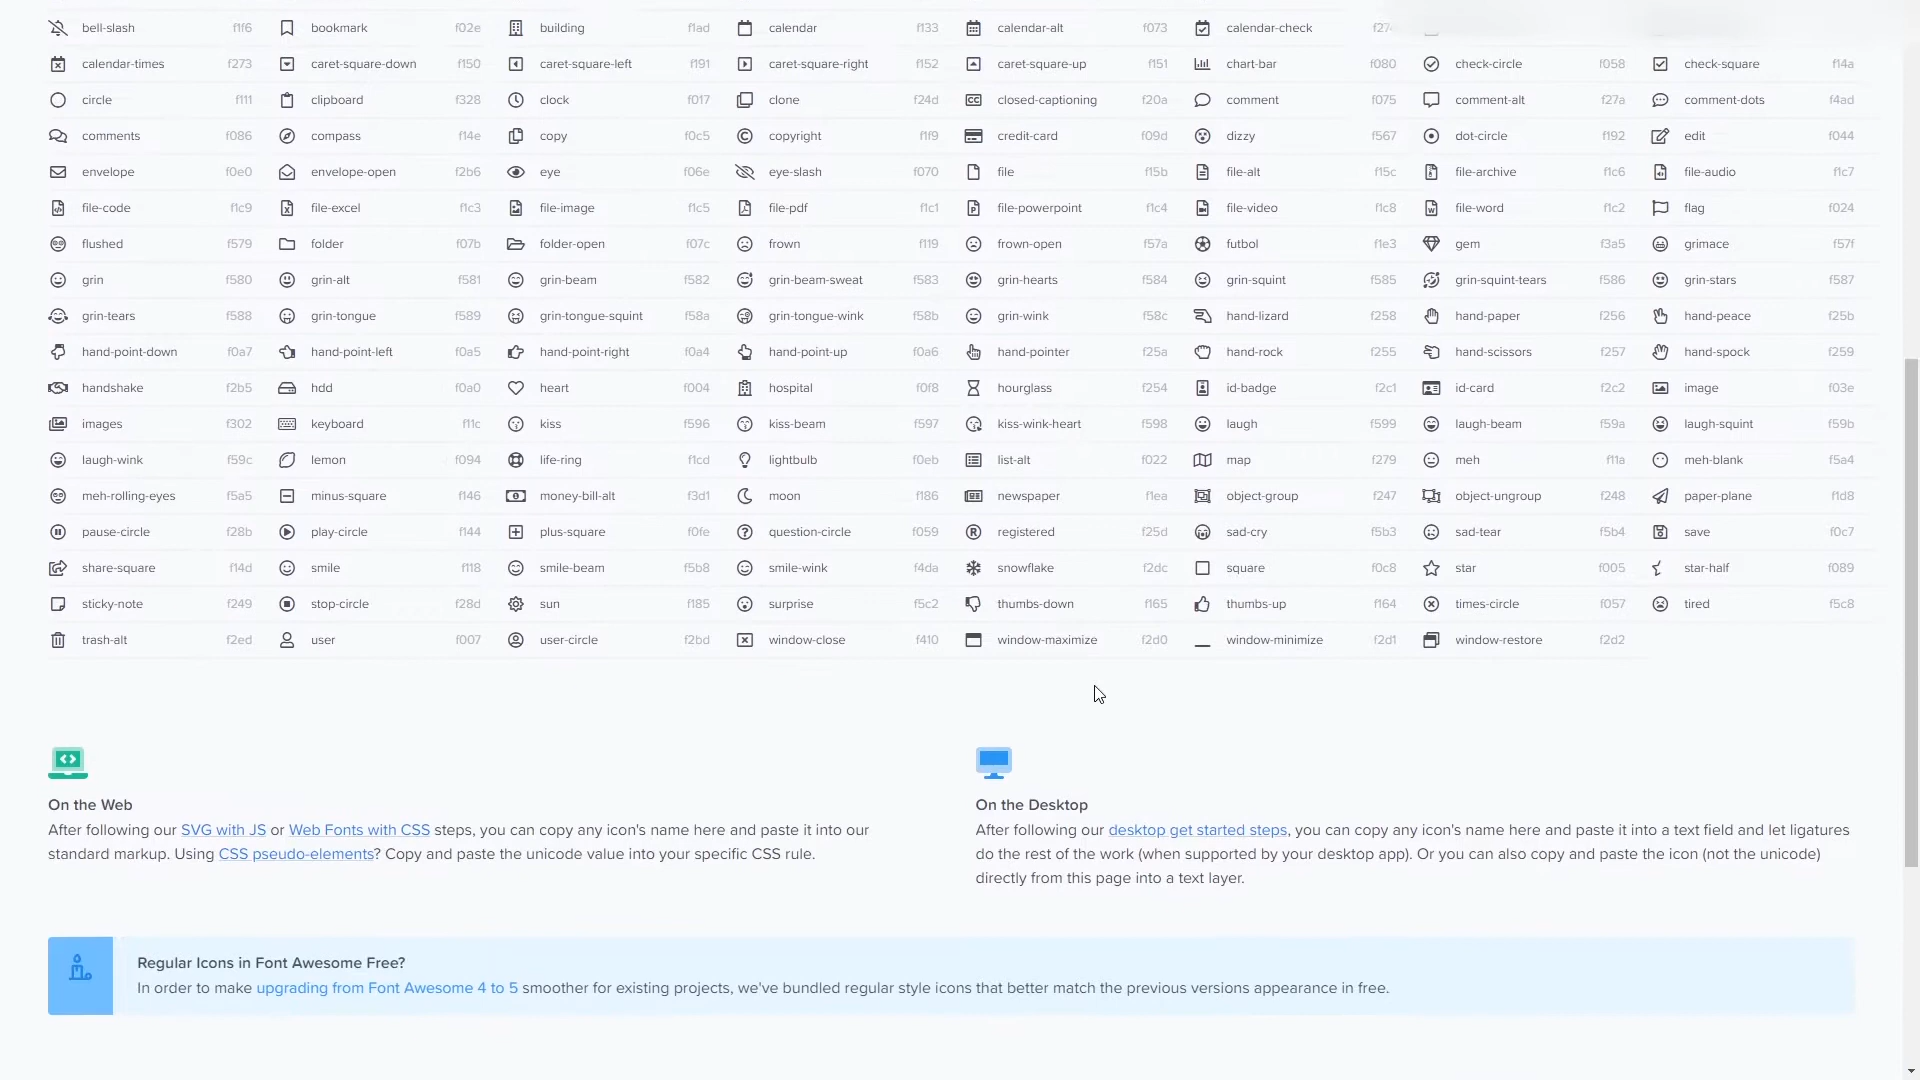 bell-slash f1f6 bookmark f02e building f1ad calendar f133 calendar-alt f073 calendar-check f274
calendar-times f273 caret-square-down f150 caret-square-left f191 caret-square-right f152 caret-square-up f151 chart-bar f080 check-circle f058 check-square f14a
circle f111 clipboard f328 clock f017 clone f24d closed-captioning f20a comment f075 comment-alt f27a comment-dots f4ad
comments f086 compass f14e copy f0c5 copyright f1f9 credit-card f09d dizzy f567 dot-circle f192 edit f044
envelope f0e0 envelope-open f2b6 eye f06e eye-slash f070 file f15b file-alt f15c file-archive f1c6 file-audio f1c7
file-code f1c9 file-excel f1c3 file-image f1c5 file-pdf f1c1 file-powerpoint f1c4 file-video f1c8 file-word f1c2 flag f024
flushed f579 folder f07b folder-open f07c frown f119 frown-open f57a futbol f1e3 gem f3a5 grimace f57f
grin f580 grin-alt f581 grin-beam f582 grin-beam-sweat f583 grin-hearts f584 grin-squint f585 grin-squint-tears f586 grin-stars f587
grin-tears f588 grin-tongue f589 grin-tongue-squint f58a grin-tongue-wink f58b grin-wink f58c hand-lizard f258 hand-paper f256 hand-peace f25b
hand-point-down f0a7 hand-point-left f0a5 hand-point-right f0a4 hand-point-up f0a6 hand-pointer f25a hand-rock f255 hand-scissors f257 hand-spock f259
handshake f2b5 hdd f0a0 heart f004 hospital f0f8 hourglass f254 id-badge f2c1 id-card f2c2 image f03e
images f302 keyboard f11c kiss f596 kiss-beam f597 kiss-wink-heart f598 laugh f599 laugh-beam f59a laugh-squint f59b
laugh-wink f59c lemon f094 life-ring f1cd lightbulb f0eb list-alt f022 map f279 meh f11a meh-blank f5a4
meh-rolling-eyes f5a5 minus-square f146 money-bill-alt f3d1 moon f186 newspaper f1ea object-group f247 object-ungroup f248 paper-plane f1d8
pause-circle f28b play-circle f144 plus-square f0fe question-circle f059 registered f25d sad-cry f5b3 sad-tear f5b4 save f0c7
share-square f14d smile f118 smile-beam f5b8 smile-wink f4da snowflake f2dc square f0c8 star f005 star-half f089
sticky-note f249 stop-circle f28d sun f185 surprise f5c2 thumbs-down f165 thumbs-up f164 times-circle f057 tired f5c8
trash-alt f2ed user f007 user-circle f2bd window-close f410 window-maximize f2d0 window-minimize f2d1 window-restore f2d2
On the Web
After following our SVG with JS or Web Fonts with CSS steps, you can copy any icon's name here and paste it into our
standard markup. Using CSS pseudo-elements? Copy and paste the unicode value into your specific CSS rule.
On the Desktop
After following our desktop get started steps, you can copy any icon's name here and paste it into a text field and let ligatures
do the rest of the work (when supported by your desktop app). Or you can also copy and paste the icon (not the unicode)
directly from this page into a text layer.
Regular Icons in Font Awesome Free?
In order to make upgrading from Font Awesome 4 to 5 smoother for existing projects, we've bundled regular style icons that better match the previous versions appearance in free.